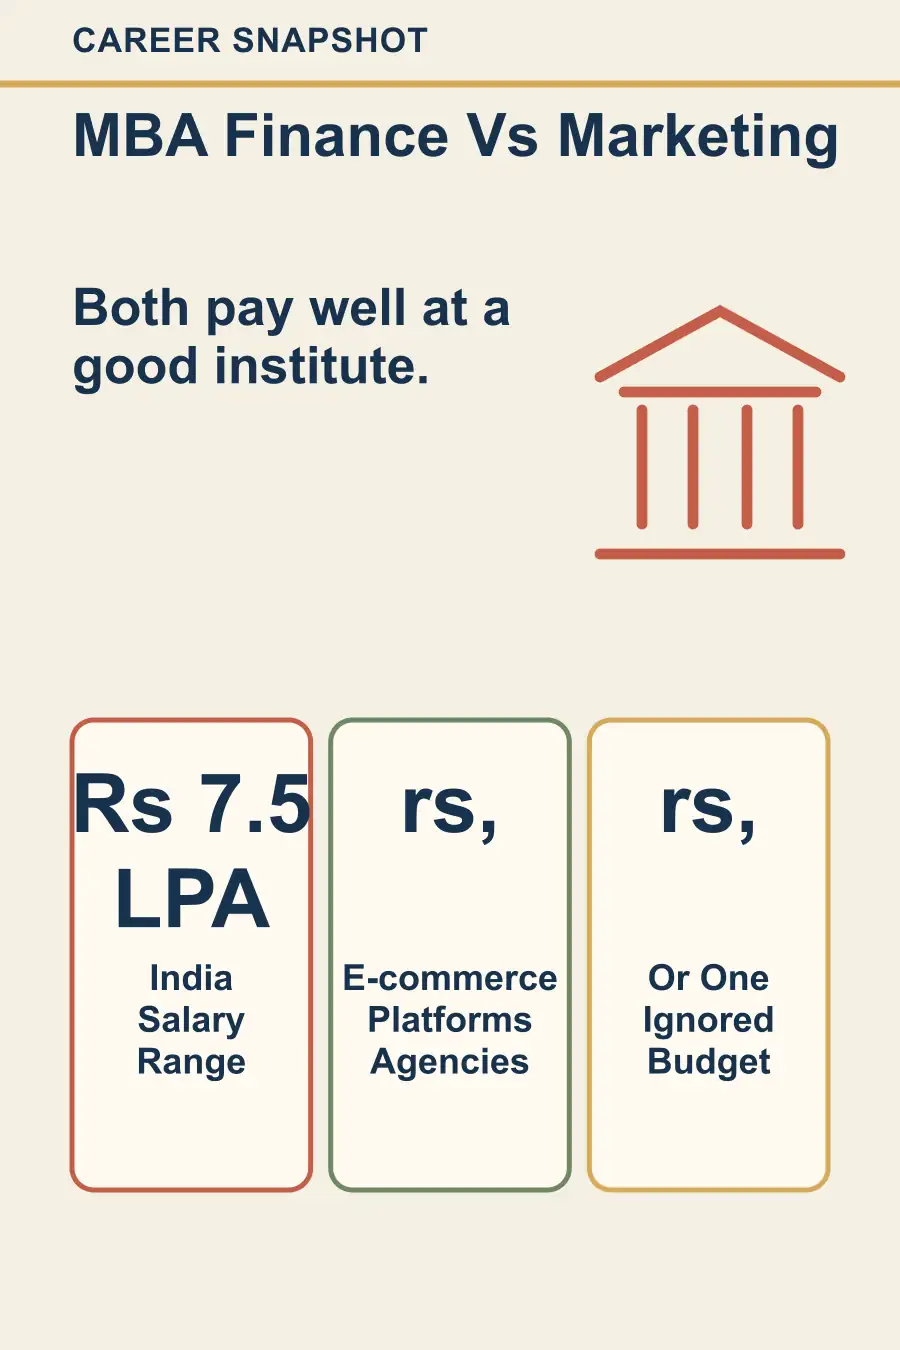 CAREER SNAPSHOT
MBA Finance Vs Marketing
Both pay well at a
good institute.
Rs 7.5
LPA
India
Salary
Range
rs,
E-commerce
Platforms
Agencies
rs,
Or One
Ignored
Budget